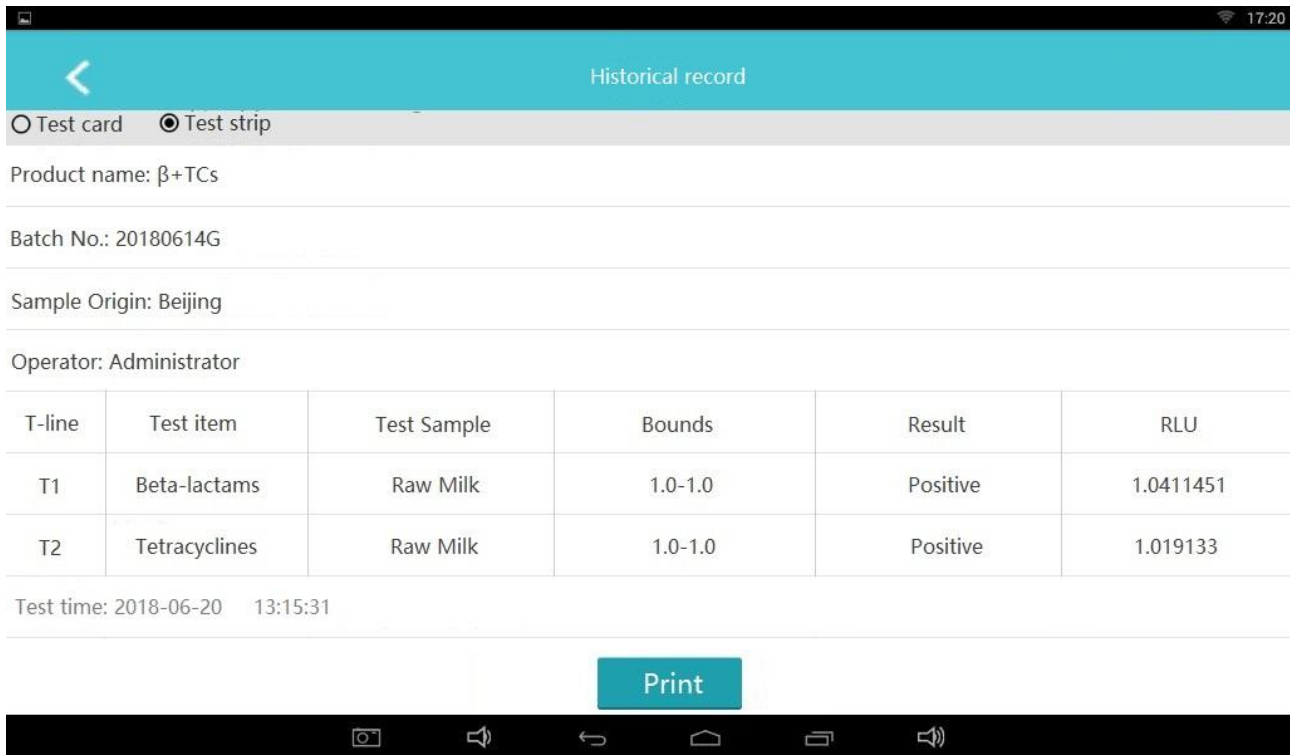 17:20
Historical record
Test card Test strip
Product name: β+TCs
Batch No.: 20180614G
Sample Origin: Beijing
Operator: Administrator
T-line Test item Test Sample Bounds Result RLU
T1 Beta-lactams Raw Milk 1.0-1.0 Positive 1.0411451
T2 Tetracyclines Raw Milk 1.0-1.0 Positive 1.019133
Test time: 2018-06-20 13:15:31
Print